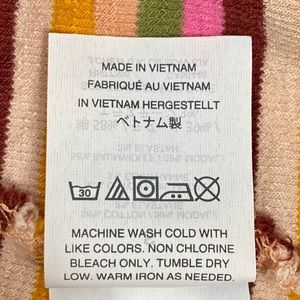 MADE IN VIETNAM
FABRIQUÉ AU VIETNAM
IN VIETNAM HERGESTELLT
ベトナム製
30
MACHINE WASH COLD WITH
LIKE COLORS. NON CHLORINE
BLEACH ONLY. TUMBLE DRY
LOW. WARM IRON AS NEEDED.